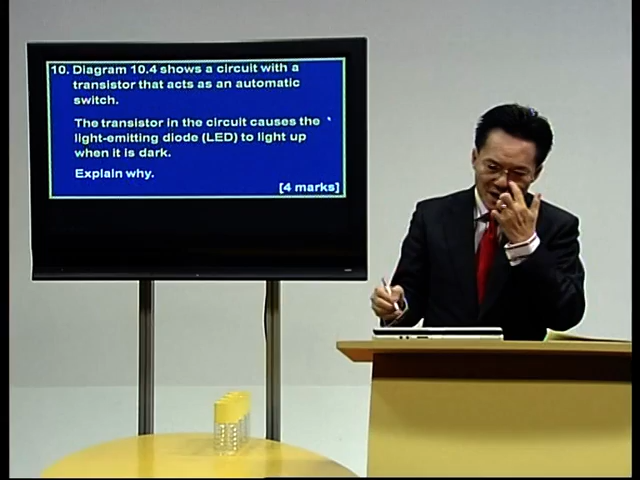 10. Diagram 10.4 shows a circuit with a
transistor that acts as an automatic
switch.
The transistor in the circuit causes the
light-emitting diode (LED) to light up
when it is dark.
Explain why.
[4 marks]